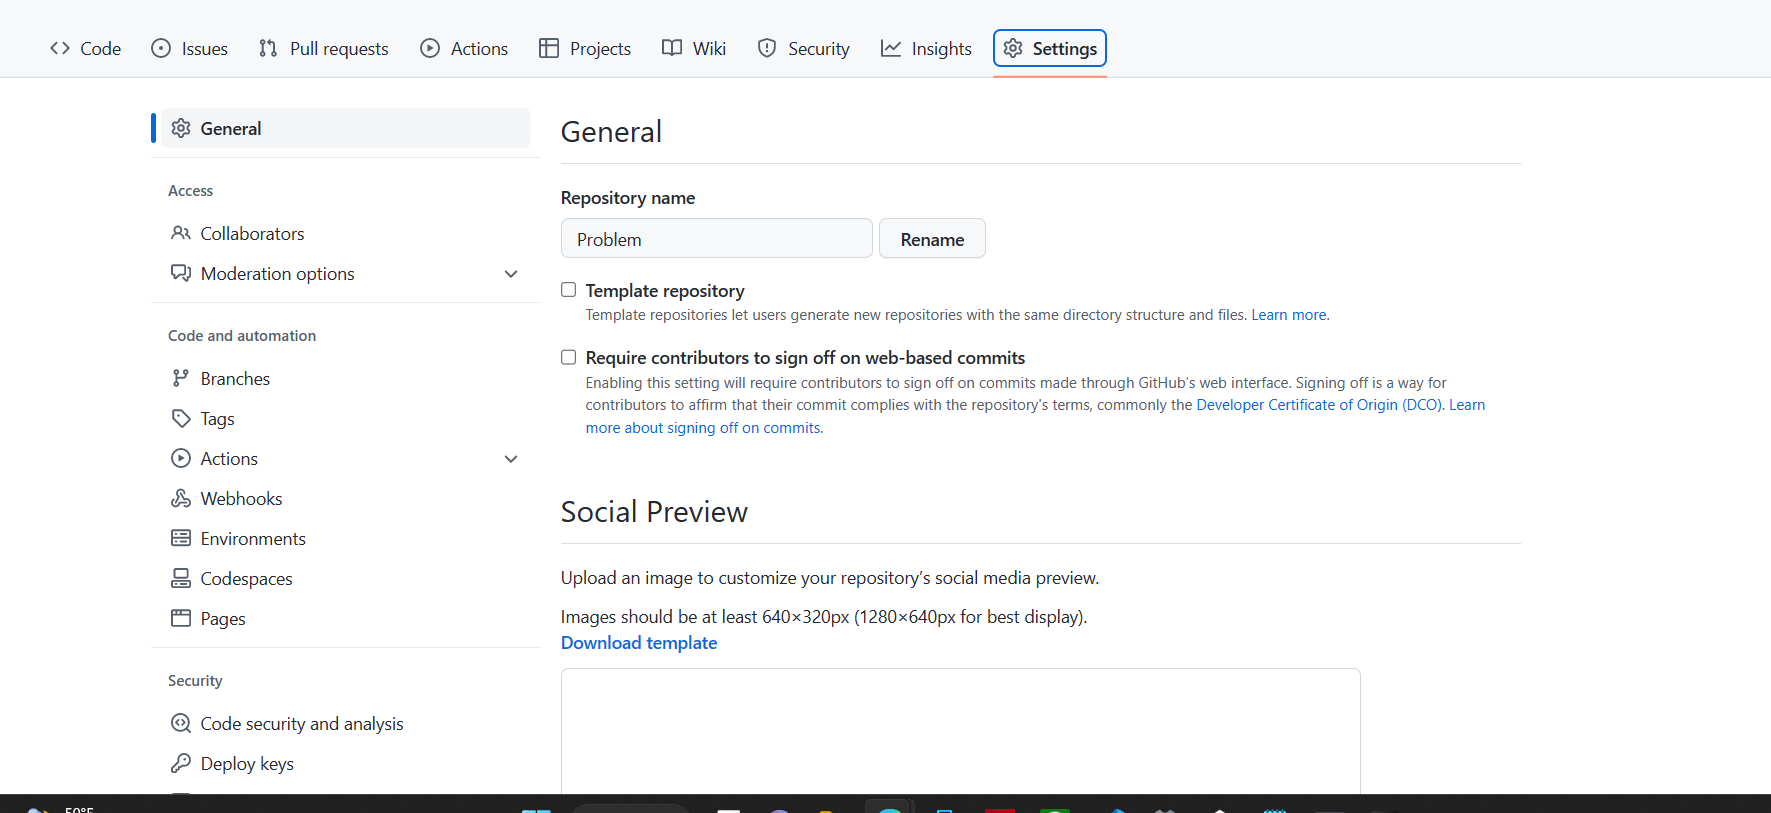 Code Issues Pull requests Actions Projects Wiki Security Insights Settings
General
Access
Collaborators
Moderation options
Code and automation
Branches
Tags
Actions
Webhooks
Environments
Codespaces
Pages
Security
Code security and analysis
Deploy keys
General
Repository name
Problem Rename
Template repository
Template repositories let users generate new repositories with the same directory structure and files. Learn more.
Require contributors to sign off on web-based commits
Enabling this setting will require contributors to sign off on commits made through GitHub’s web interface. Signing off is a way for
contributors to affirm that their commit complies with the repository's terms, commonly the Developer Certificate of Origin (DCO). Learn
more about signing off on commits.
Social Preview
Upload an image to customize your repository’s social media preview.
Images should be at least 640×320px (1280×640px for best display).
Download template
50°F